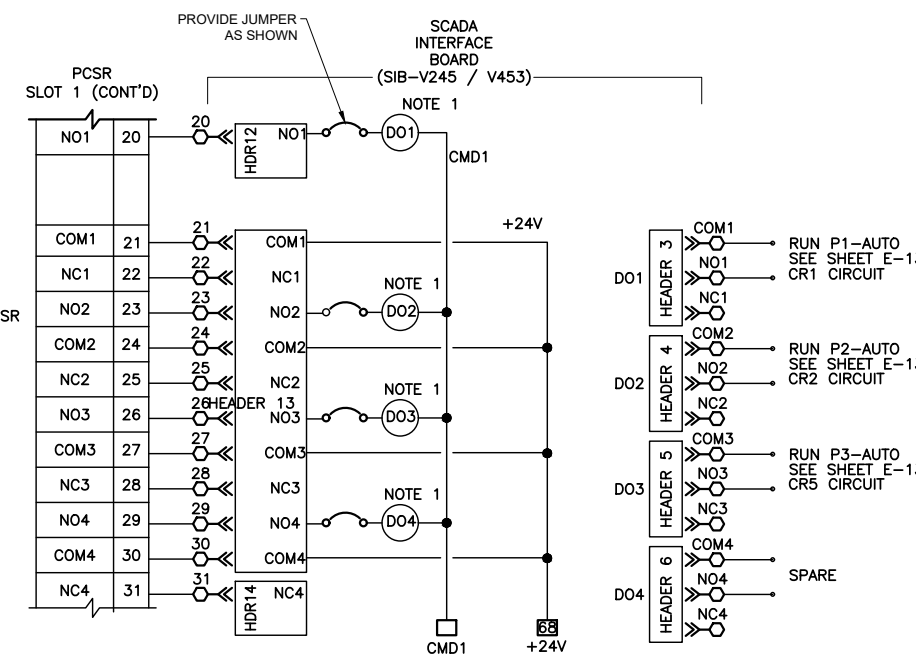 PROVIDE JUMPER
AS SHOWN
SCADA
INTERFACE
BOARD
(SIB-V245 / V453)
PCSR
SLOT 1 (CONT'D)
NOTE 1
NO1 20 20 HDR12 NO1 DO1
CMD1
+24V
COM1 21 21 COM1
NC1 22 22 NC1
NOTE 1
NO2 23 23 NO2 DO2
SR
COM2 24 24 COM2
NC2 25 25 NC2
NOTE 1
HEADER 13
NO3 26 26 NO3 DO3
COM3 27 27 COM3
NC3 28 28 NC3
NOTE 1
NO4 29 29 NO4 DO4
COM4 30 30 COM4
NC4 31 31 HDR14 NC4
CMD1
68
+24V
DO1 HEADER 3
COM1
NO1
NC1
RUN P1-AUTO
SEE SHEET E-13
CR1 CIRCUIT
DO2 HEADER 4
COM2
NO2
NC2
RUN P2-AUTO
SEE SHEET E-13
CR2 CIRCUIT
DO3 HEADER 5
COM3
NO3
NC3
RUN P3-AUTO
SEE SHEET E-13
CR5 CIRCUIT
DO4 HEADER 6
COM4
NO4
NC4
SPARE